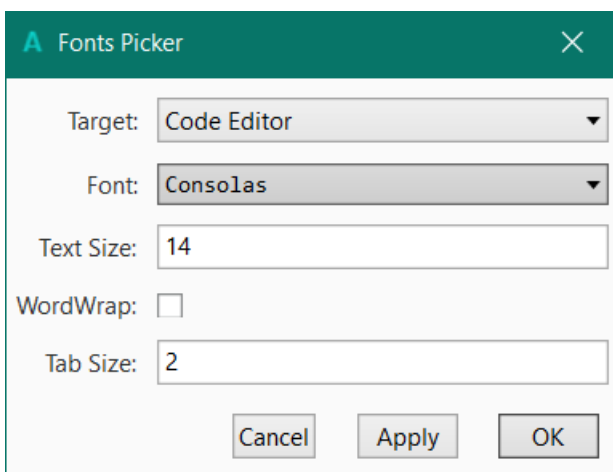 A Fonts Picker
Target: Code Editor
Font: Consolas
Text Size: 14
WordWrap:
Tab Size: 2
Cancel Apply OK